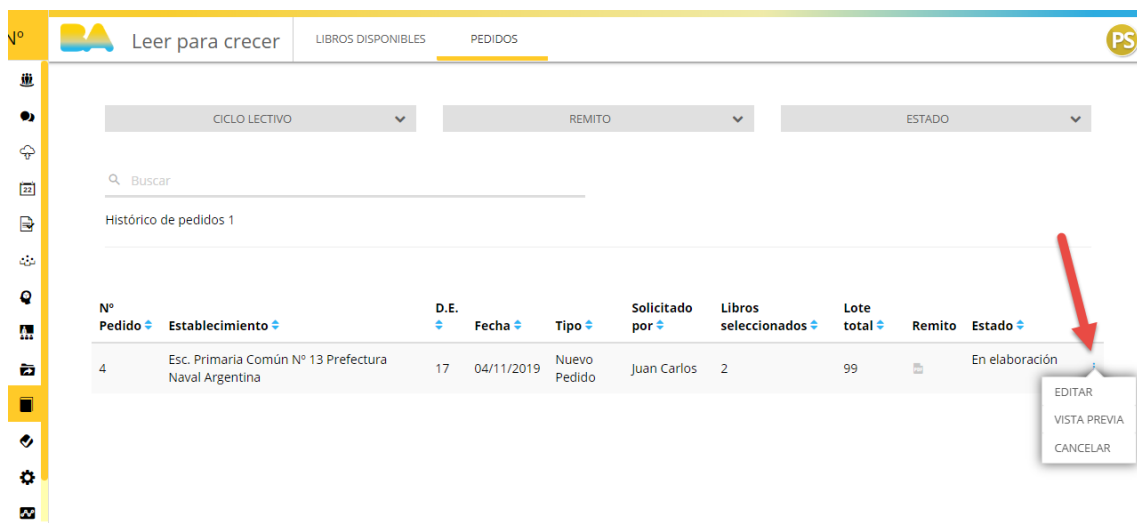 Nº
BA
Leer para crecer
LIBROS DISPONIBLES
PEDIDOS
PS
CICLO LECTIVO
REMITO
ESTADO
Buscar
22
Histórico de pedidos 1
Nº Pedido
Establecimiento
D.E.
Fecha
Tipo
Solicitado por
Libros seleccionados
Lote total
Remito
Estado
4
Esc. Primaria Común Nº 13 Prefectura
Naval Argentina
17
04/11/2019
Nuevo
Pedido
Juan Carlos
2
99
En elaboración
EDITAR
VISTA PREVIA
CANCELAR